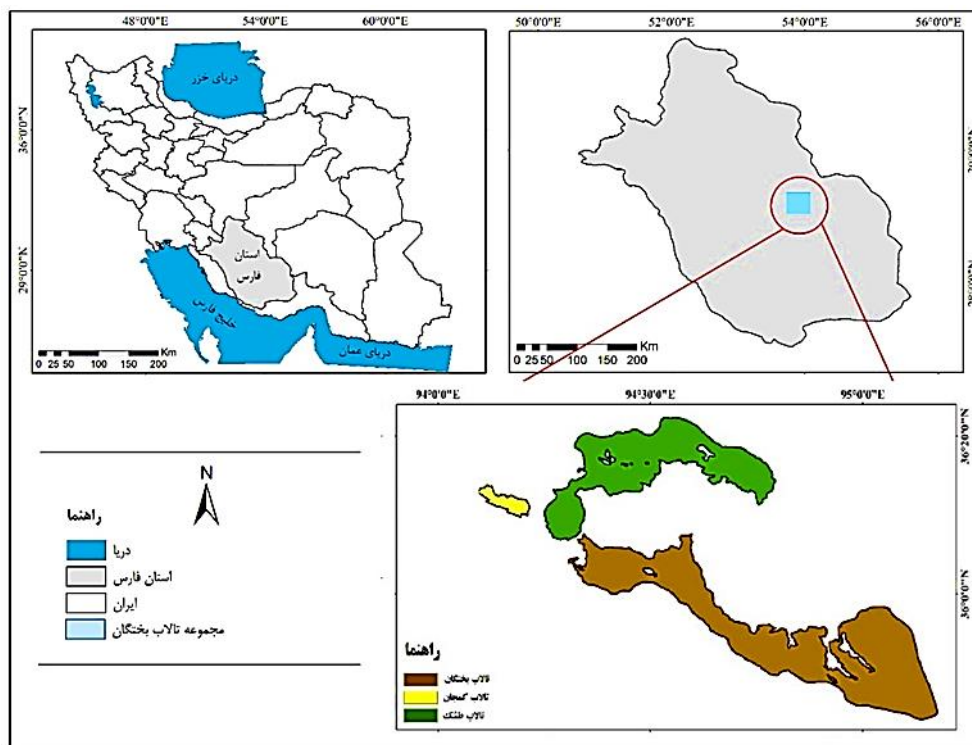 48°0'0"E 54°0'0"E 60°0'0"E
36°0'0"N
29°0'0"N
دریای خزر
استان
فارس
خلیج فارس
دریای عمان
0 25 50 100 150 200 Km
50°0'0"E 52°0'0"E 54°0'0"E 56°0'0"E
0 25 50 100 150 200 Km
N
راهنما
دریا
استان فارس
ایران
مجموعه تالاب بختگان
94°0'0"E 94°30'0"E 95°0'0"E
36°20'0"N
36°0'0"N
راهنما
تالاب بختگان
تالاب کمجان
تالاب طشک